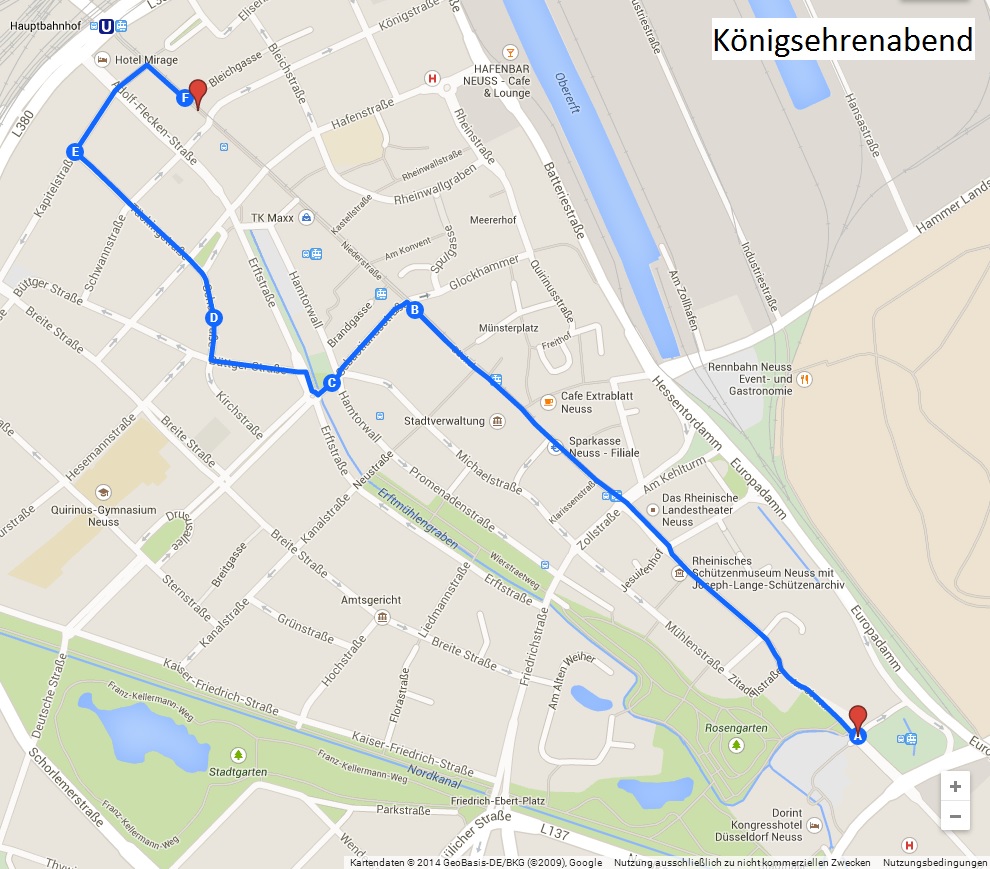 Königsehrenabend
Hauptbahnhof
U
L380
Königstraße
Bleichstraße
Hotel Mirage
Bleichgasse
F
H
HAFENBAR
NEUSS - Cafe
& Lounge
Obererft
Industriestraße
Hansastraße
L380
Adolf-Flecken-Straße
Hafenstraße
Rheinstraße
E
Kapitelstraße
Rheinwallstraße
Rheinwallgraben
Batteriestraße
Kastellstraße
TK Maxx
Meererhof
Hammer Lands
Schwannstraße
Am Konvent
Spulgasse
Niederstraße
Glockhammer
Quirinusstraße
Am Zollhafen
Industriestraße
Erftstraße
Hamtorwall
Büttger Straße
Brandgasse
B
D
Breite Straße
Münsterplatz
Freithof
Büttger Straße
Sebastianusstraße
C
Rennbahn Neuss
Event- und
Gastronomie
Hessentordamm
Kirchstraße
Hamtorwall
Cafe Extrablatt
Neuss
Stadtverwaltung
Hesemannstraße
Breite Straße
Erftstraße
Neustraße
Michaelstraße
Sparkasse
Neuss - Filiale
Am Kehlturm
Europadamm
Promenadenstraße
Klarissenstraße
Quirinus-Gymnasium
Neuss
Drususallee
Kanalstraße
Erftmühlengraben
Zollstraße
Das Rheinische
Landestheater
Neuss
Breitgasse
Breite Straße
Wierstraetweg
Jesuitenhof
Rheinisches
Schützenmuseum Neuss mit
Joseph-Lange-Schützenarchiv
Sternstraße
Erftstraße
Liedmannstraße
Amtsgericht
Kanalstraße
Grünstraße
Hochstraße
Breite Straße
Friedrichstraße
Mühlenstraße
Europadamm
Kaiser-Friedrich-Straße
Deutsche Straße
Florastraße
Am Alten Weiher
Zitadellstraße
Franz-Kellermann-Weg
A
Rosengarten
Stadtgarten
Kaiser-Friedrich-Straße
Franz-Kellermann-Weg
Nordkanal
Schorlemerstraße
Franz-Kellermann-Weg
Parkstraße
Friedrich-Ebert-Platz
L137
Dorint
Kongresshotel
Düsseldorf Neuss
+
−
H
Kartendaten © 2014 GeoBasis-DE/BKG (©2009), Google Nutzung ausschließlich zu nicht kommerziellen Zwecken Nutzungsbedingungen